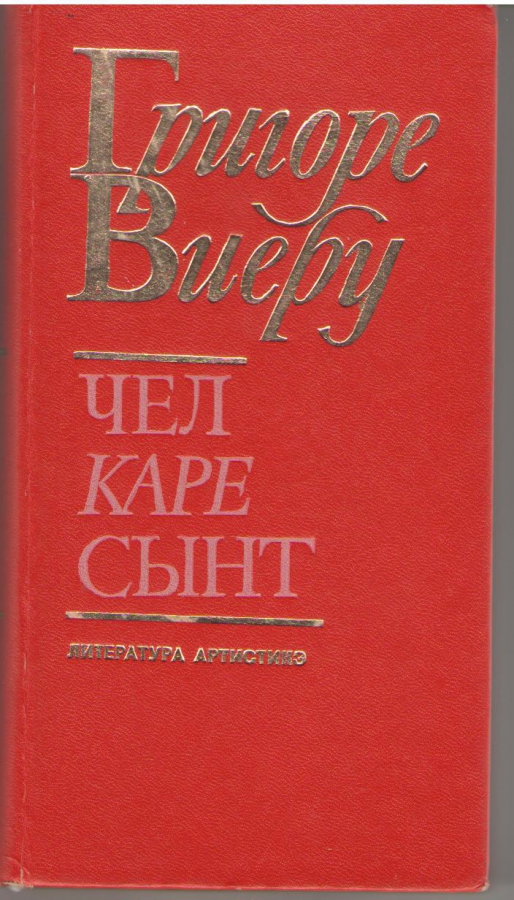 Григоре
Виеру
ЧЕЛ
КАРЕ
СЫНТ
ЛИТЕРАТУРА АРТИСТИКЭ